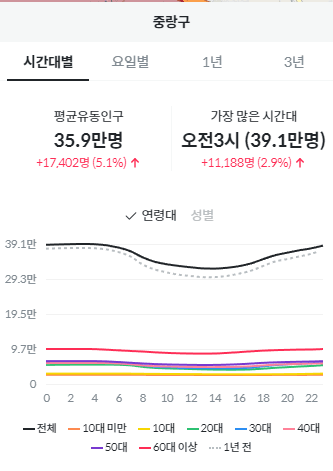 중랑구
시간대별 요일별 1년 3년
평균유동인구 가장 많은 시간대
35.9만명 오전3시 (39.1만명)
+17,402명 (5.1%) ↑ +11,188명 (2.9%) ↑
✓ 연령대 성별
39.1만
29.3만
19.5만
9.7만
0
0 2 4 6 8 10 12 14 16 18 20 22
전체 10대 미만 10대 20대 30대 40대
50대 60대 이상 1년 전